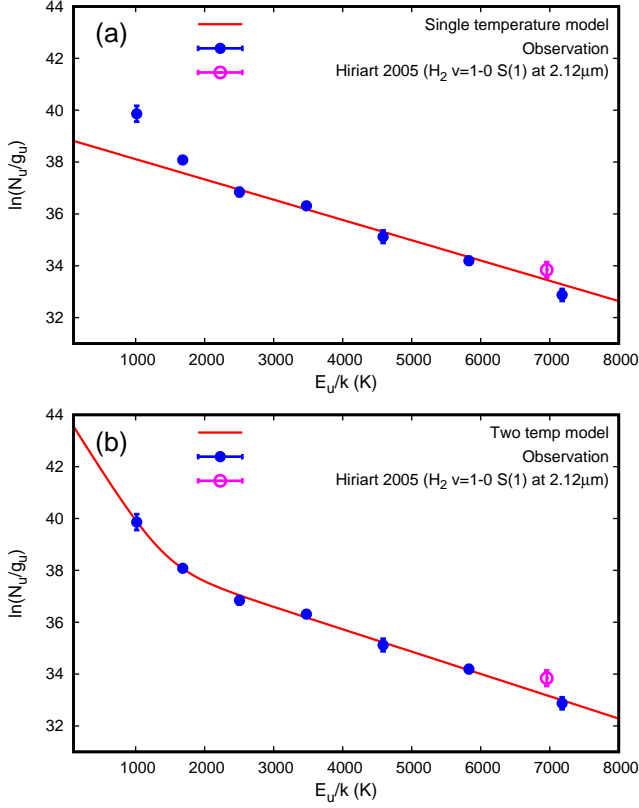 (a)
Single temperature model
Observation
Hiriart 2005 (H2 v=1-0 S(1) at 2.12μm)
ln(Nu/gu)
44
42
40
38
36
34
32
1000 2000 3000 4000 5000 6000 7000 8000
Eu/k (K)
(b)
Two temp model
Observation
Hiriart 2005 (H2 v=1-0 S(1) at 2.12μm)
ln(Nu/gu)
44
42
40
38
36
34
32
1000 2000 3000 4000 5000 6000 7000 8000
Eu/k (K)